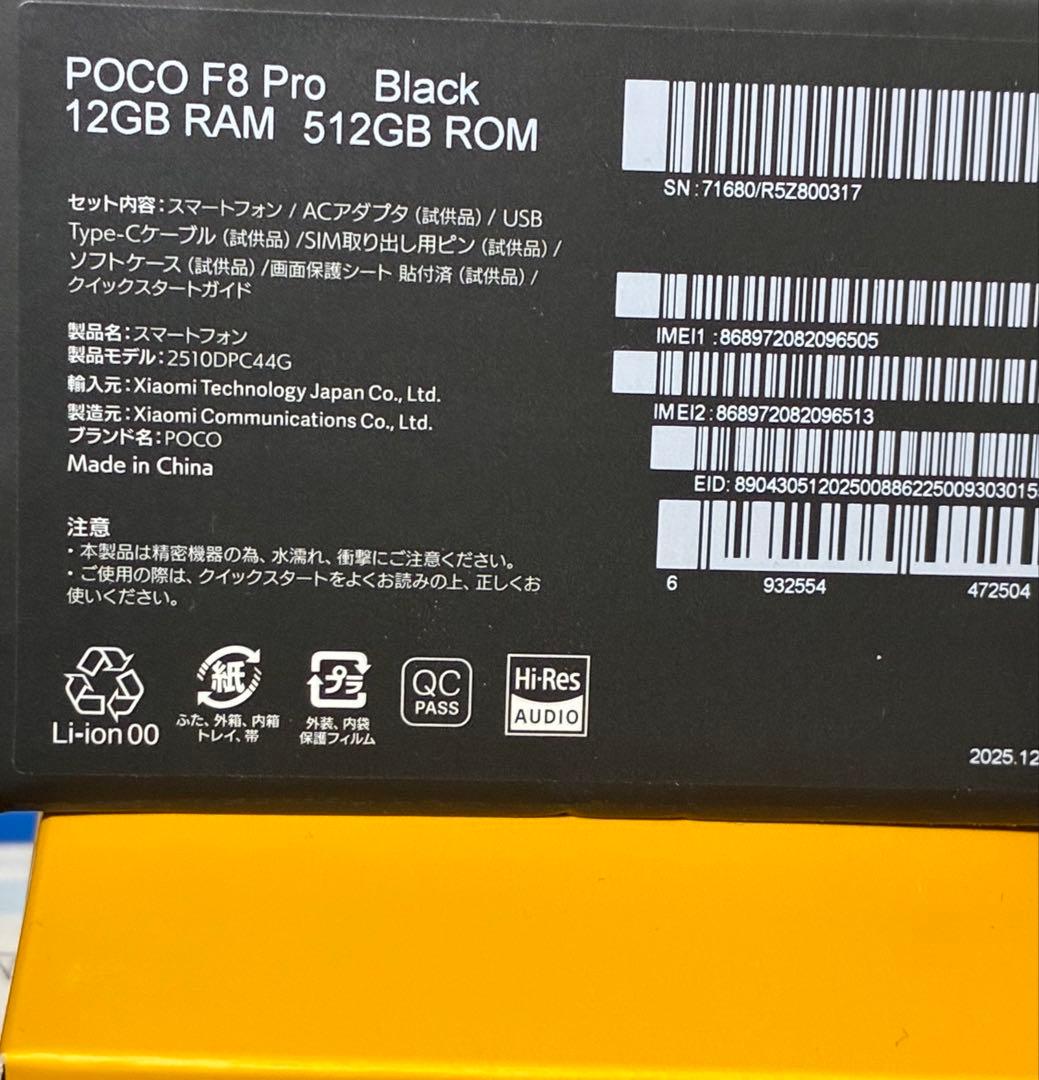 POCO F8 Pro Black
12GB RAM 512GB ROM
セット内容:スマートフォン / ACアダプタ (試供品) / USB
Type-Cケーブル (試供品) /SIM取り出し用ピン (試供品) /
ソフトケース (試供品) /画面保護シート 貼付済 (試供品) /
クイックスタートガイド
製品名:スマートフォン
製品モデル:2510DPC44G
輸入元:Xiaomi Technology Japan Co., Ltd.
製造元:Xiaomi Communications Co., Ltd.
ブランド名:POCO
Made in China
注意
・本製品は精密機器の為、水濡れ、衝撃にご注意ください。
・ご使用の際は、クイックスタートをよくお読みの上、正しくお
使いください。
Li-ion 00
紙
ふた、外箱、内箱
トレイ、帯
プラ
外装、内袋
保護フィルム
QC
PASS
Hi-Res
AUDIO
SN:71680/R5Z800317
IMEI1 :868972082096505
IMEI2:868972082096513
EID: 8904305120250088622500930301
6 932554 472504
2025.12